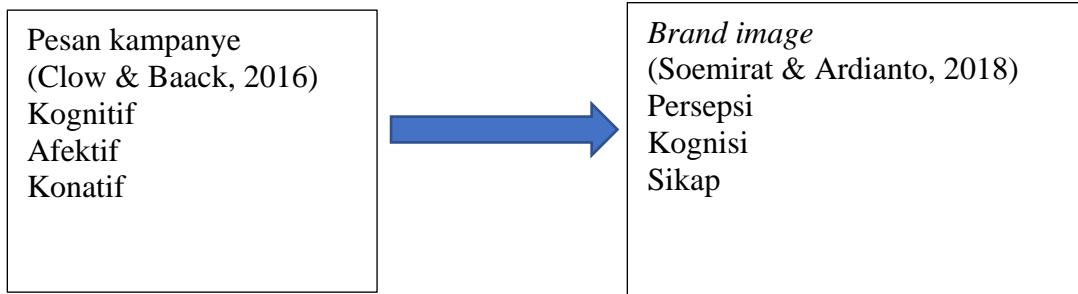 Pesan kampanye
(Clow & Baack, 2016)
Kognitif
Afektif
Konatif
Brand image
(Soemirat & Ardianto, 2018)
Persepsi
Kognisi
Sikap